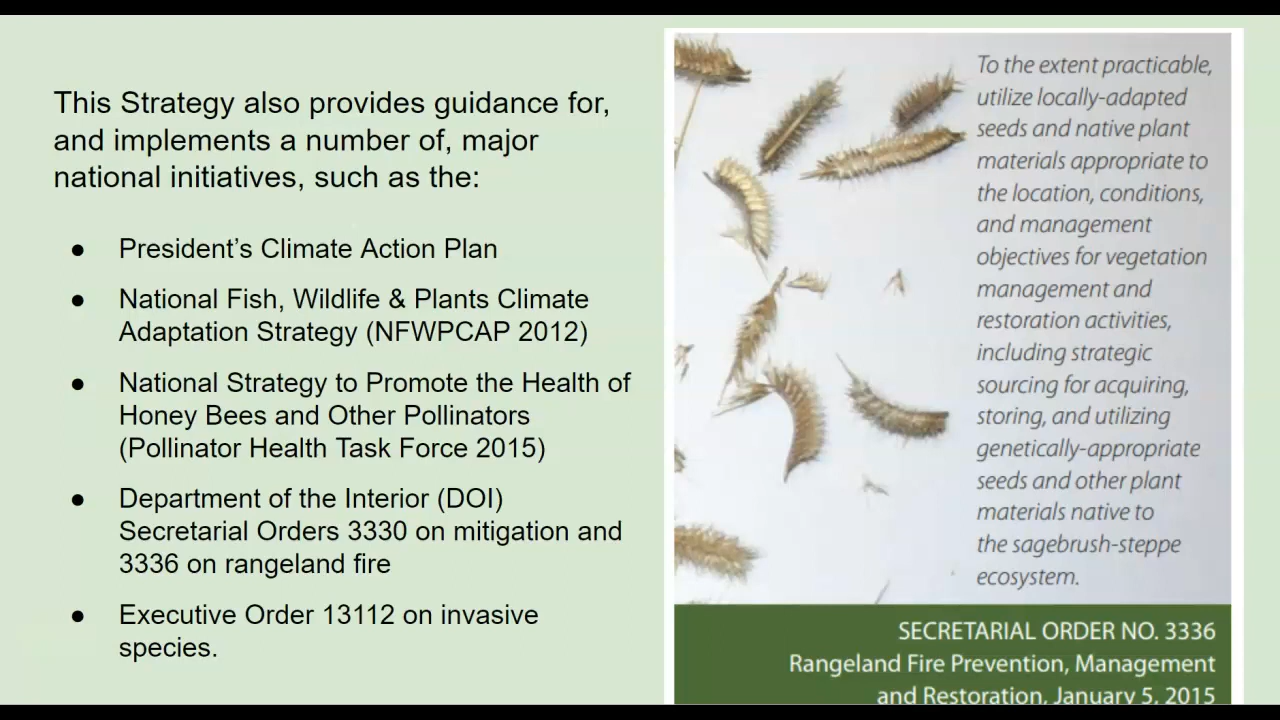 This Strategy also provides guidance for,
and implements a number of, major
national initiatives, such as the:
● President’s Climate Action Plan
● National Fish, Wildlife & Plants Climate
Adaptation Strategy (NFWPCAP 2012)
● National Strategy to Promote the Health of
Honey Bees and Other Pollinators
(Pollinator Health Task Force 2015)
● Department of the Interior (DOI)
Secretarial Orders 3330 on mitigation and
3336 on rangeland fire
● Executive Order 13112 on invasive
species.
To the extent practicable,
utilize locally-adapted
seeds and native plant
materials appropriate to
the location, conditions,
and management
objectives for vegetation
management and
restoration activities,
including strategic
sourcing for acquiring,
storing, and utilizing
genetically-appropriate
seeds and other plant
materials native to
the sagebrush-steppe
ecosystem.
SECRETARIAL ORDER NO. 3336
Rangeland Fire Prevention, Management
and Restoration, January 5, 2015